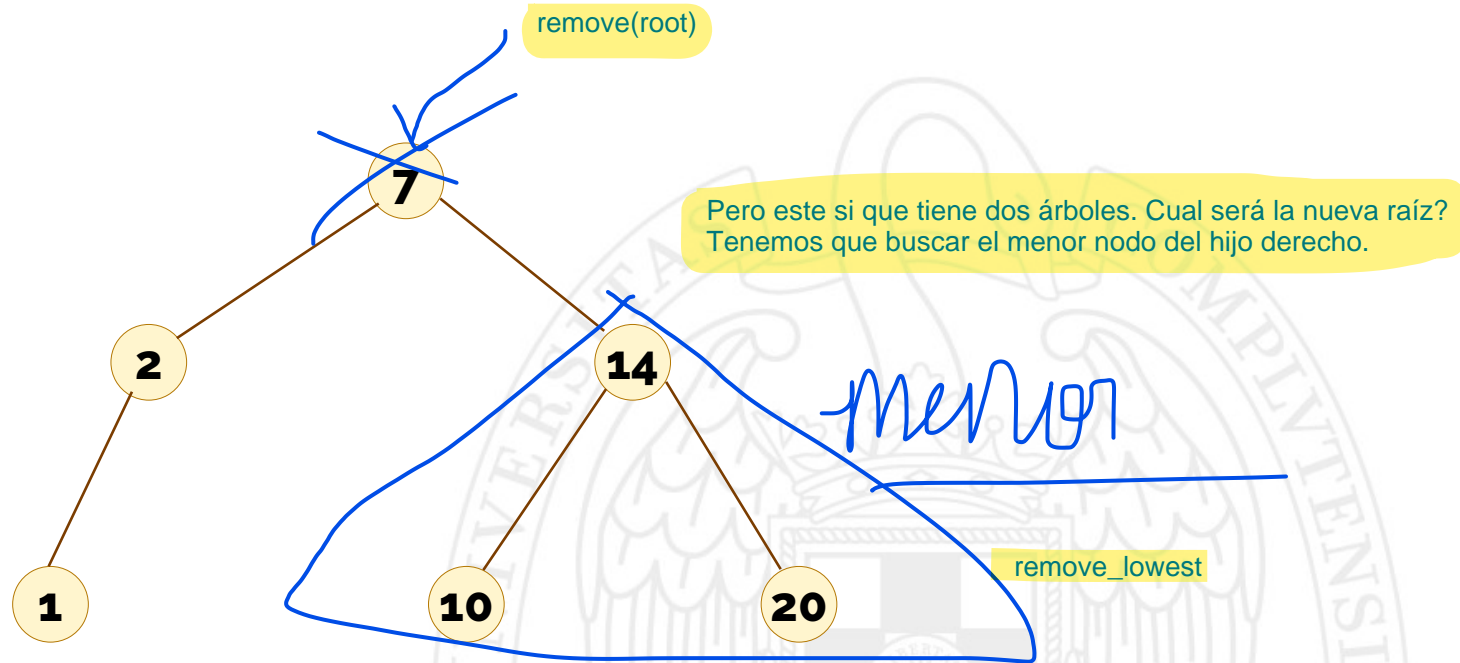 remove(root)
7
Pero este si que tiene dos árboles. Cual será la nueva raíz?
Tenemos que buscar el menor nodo del hijo derecho.
2
14
menor
remove_lowest
1
10
20